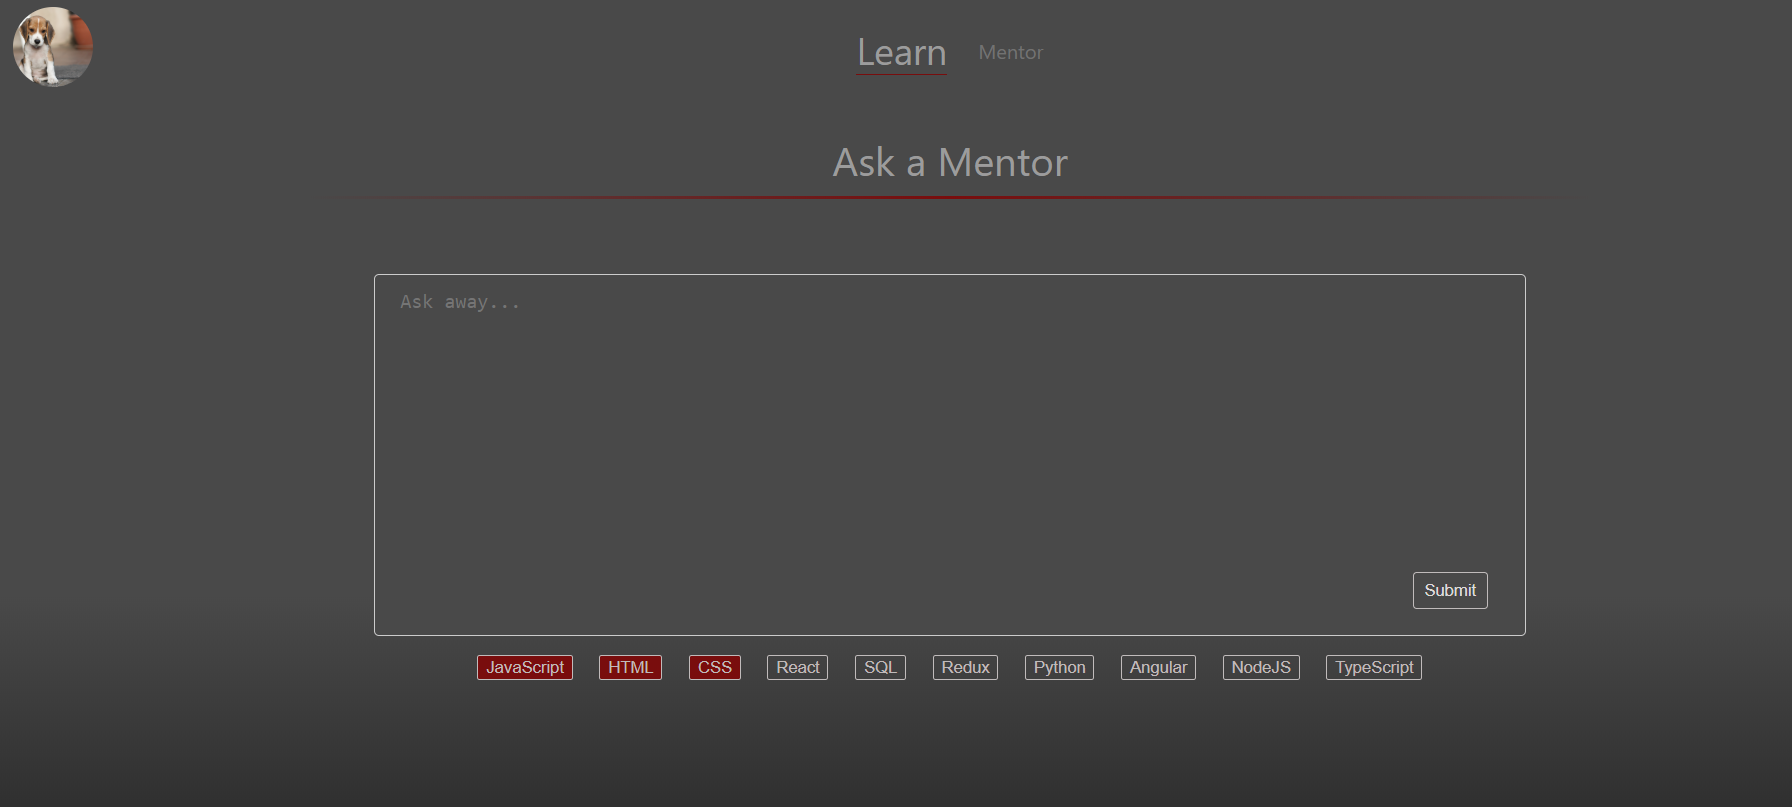 Learn Mentor
Ask a Mentor
Ask away...
Submit
JavaScript HTML CSS React SQL Redux Python Angular NodeJS TypeScript